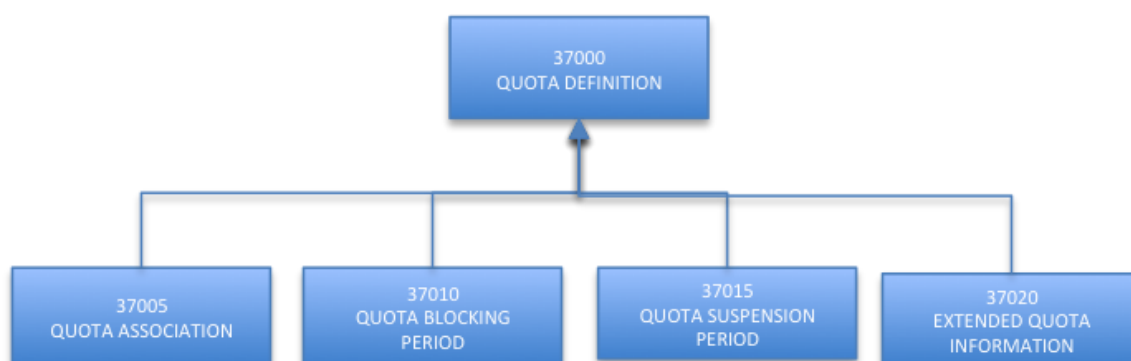 37000
QUOTA DEFINITION
37005
QUOTA ASSOCIATION
37010
QUOTA BLOCKING
PERIOD
37015
QUOTA SUSPENSION
PERIOD
37020
EXTENDED QUOTA
INFORMATION